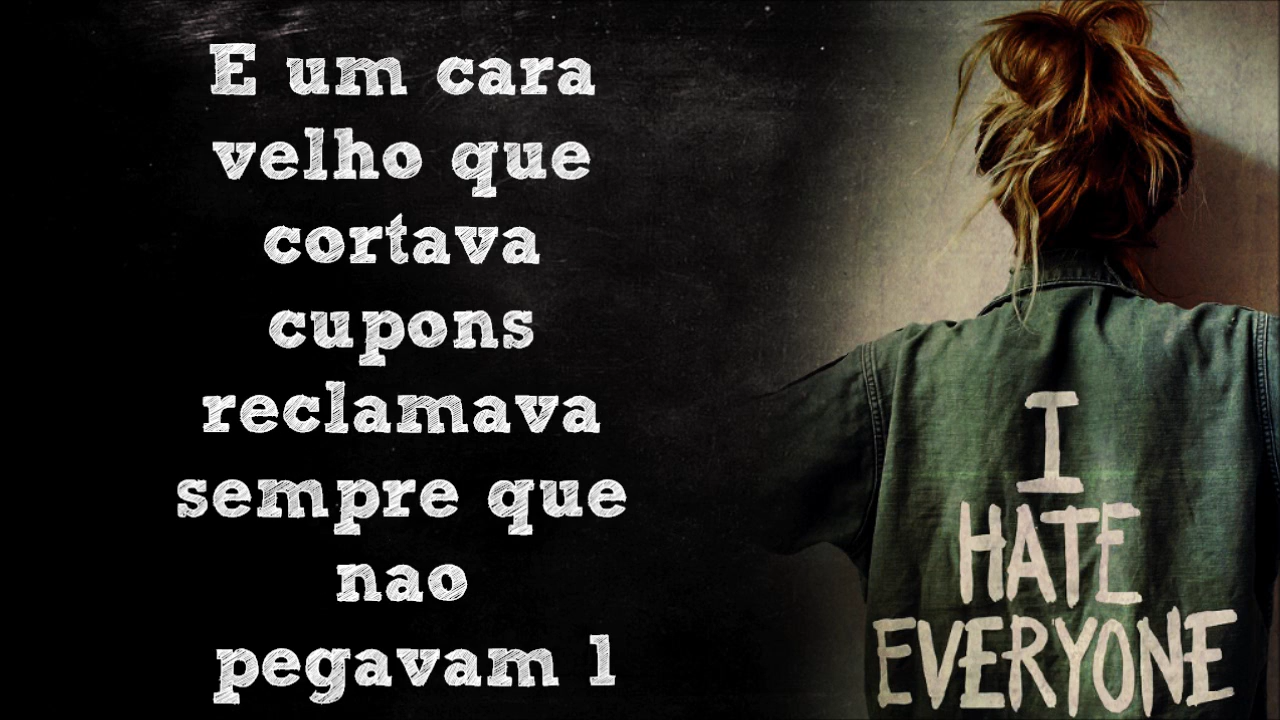 E um cara
velho que
cortava
cupons
reclamava
sempre que
nao
pegavam 1
I
HATE
EVERYONE